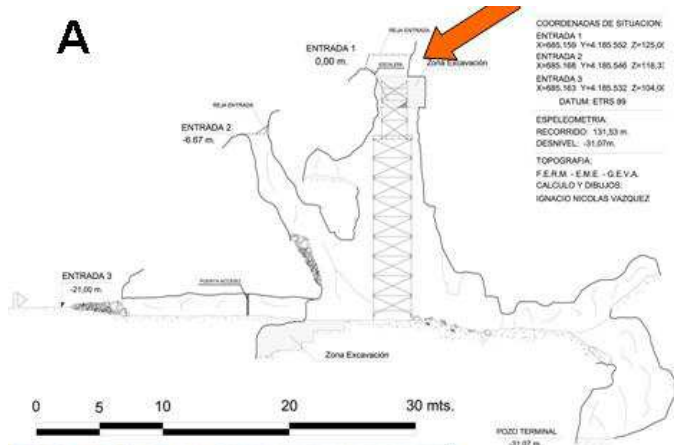 A
REJA ENTRADA
ENTRADA 1
0,00 m.
ESCALERA
Zona Excavación
COORDENADAS DE SITUACION:
ENTRADA 1
X=685.159 Y=4.185.552 Z=125,00
ENTRADA 2
X=685.168 Y=4.185.546 Z=118,33
ENTRADA 3
X=685.163 Y=4.185.532 Z=104,00
DATUM: ETRS 89
ESPELEOMETRIA:
RECORRIDO: 131,53 m.
DESNIVEL: -31,07m.
TOPOGRAFIA:
F.E.R.M. - E.M.E. - G.E.V.A.
CALCULO Y DIBUJOS:
IGNACIO NICOLAS VAZQUEZ
REJA ENTRADA
ENTRADA 2
-6.67 m.
ENTRADA 3
-21,00 m.
PUERTA ACCESO
Zona Excavación
0 5 10 20 30 mts.
POZO TERMINAL
-31,07 m.